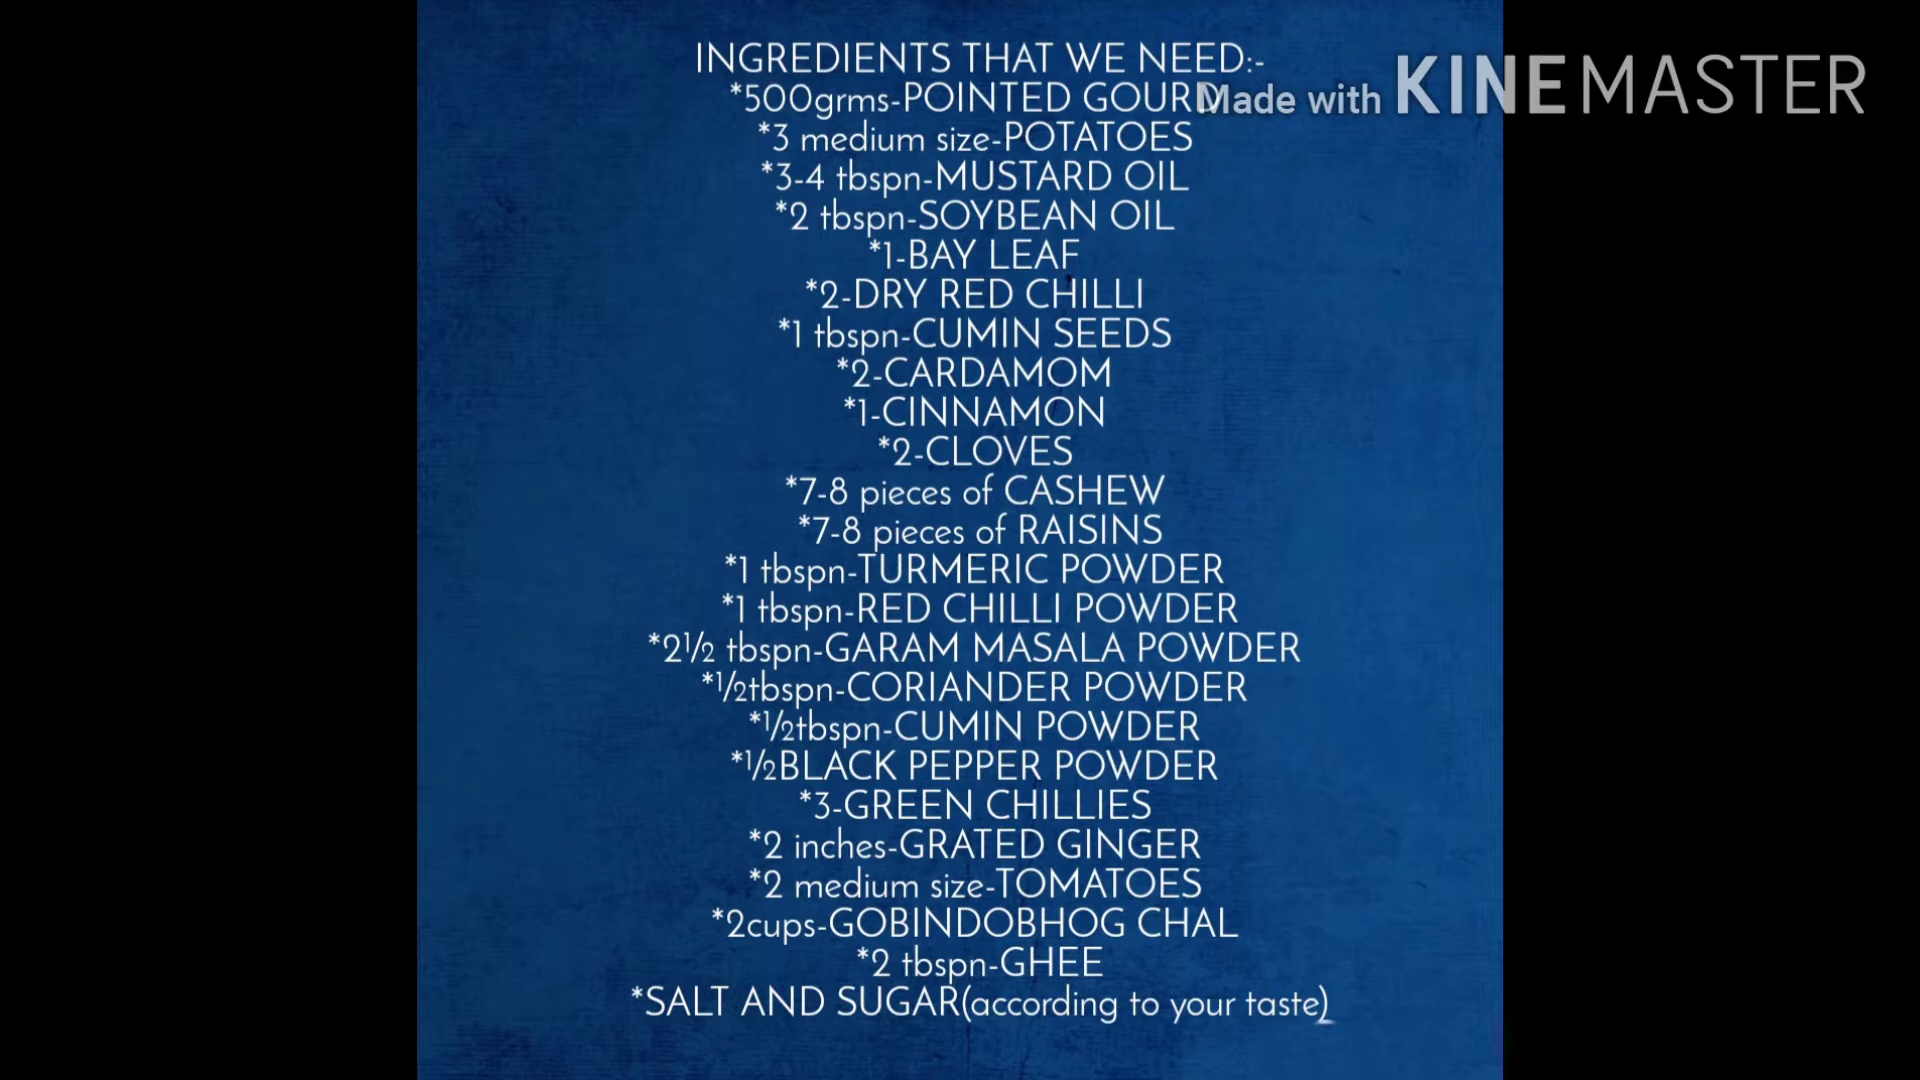 INGREDIENTS THAT WE NEED:-
*500grms-POINTED GOURD
Made with KINEMASTER
*3 medium size-POTATOES
*3-4 tbspn-MUSTARD OIL
*2 tbspn-SOYBEAN OIL
*1-BAY LEAF
*2-DRY RED CHILLI
*1 tbspn-CUMIN SEEDS
*2-CARDAMOM
*1-CINNAMON
*2-CLOVES
*7-8 pieces of CASHEW
*7-8 pieces of RAISINS
*1 tbspn-TURMERIC POWDER
*1 tbspn-RED CHILLI POWDER
*2½ tbspn-GARAM MASALA POWDER
*½tbspn-CORIANDER POWDER
*½tbspn-CUMIN POWDER
*½BLACK PEPPER POWDER
*3-GREEN CHILLIES
*2 inches-GRATED GINGER
*2 medium size-TOMATOES
*2cups-GOBINDOBHOG CHAL
*2 tbspn-GHEE
*SALT AND SUGAR(according to your taste)